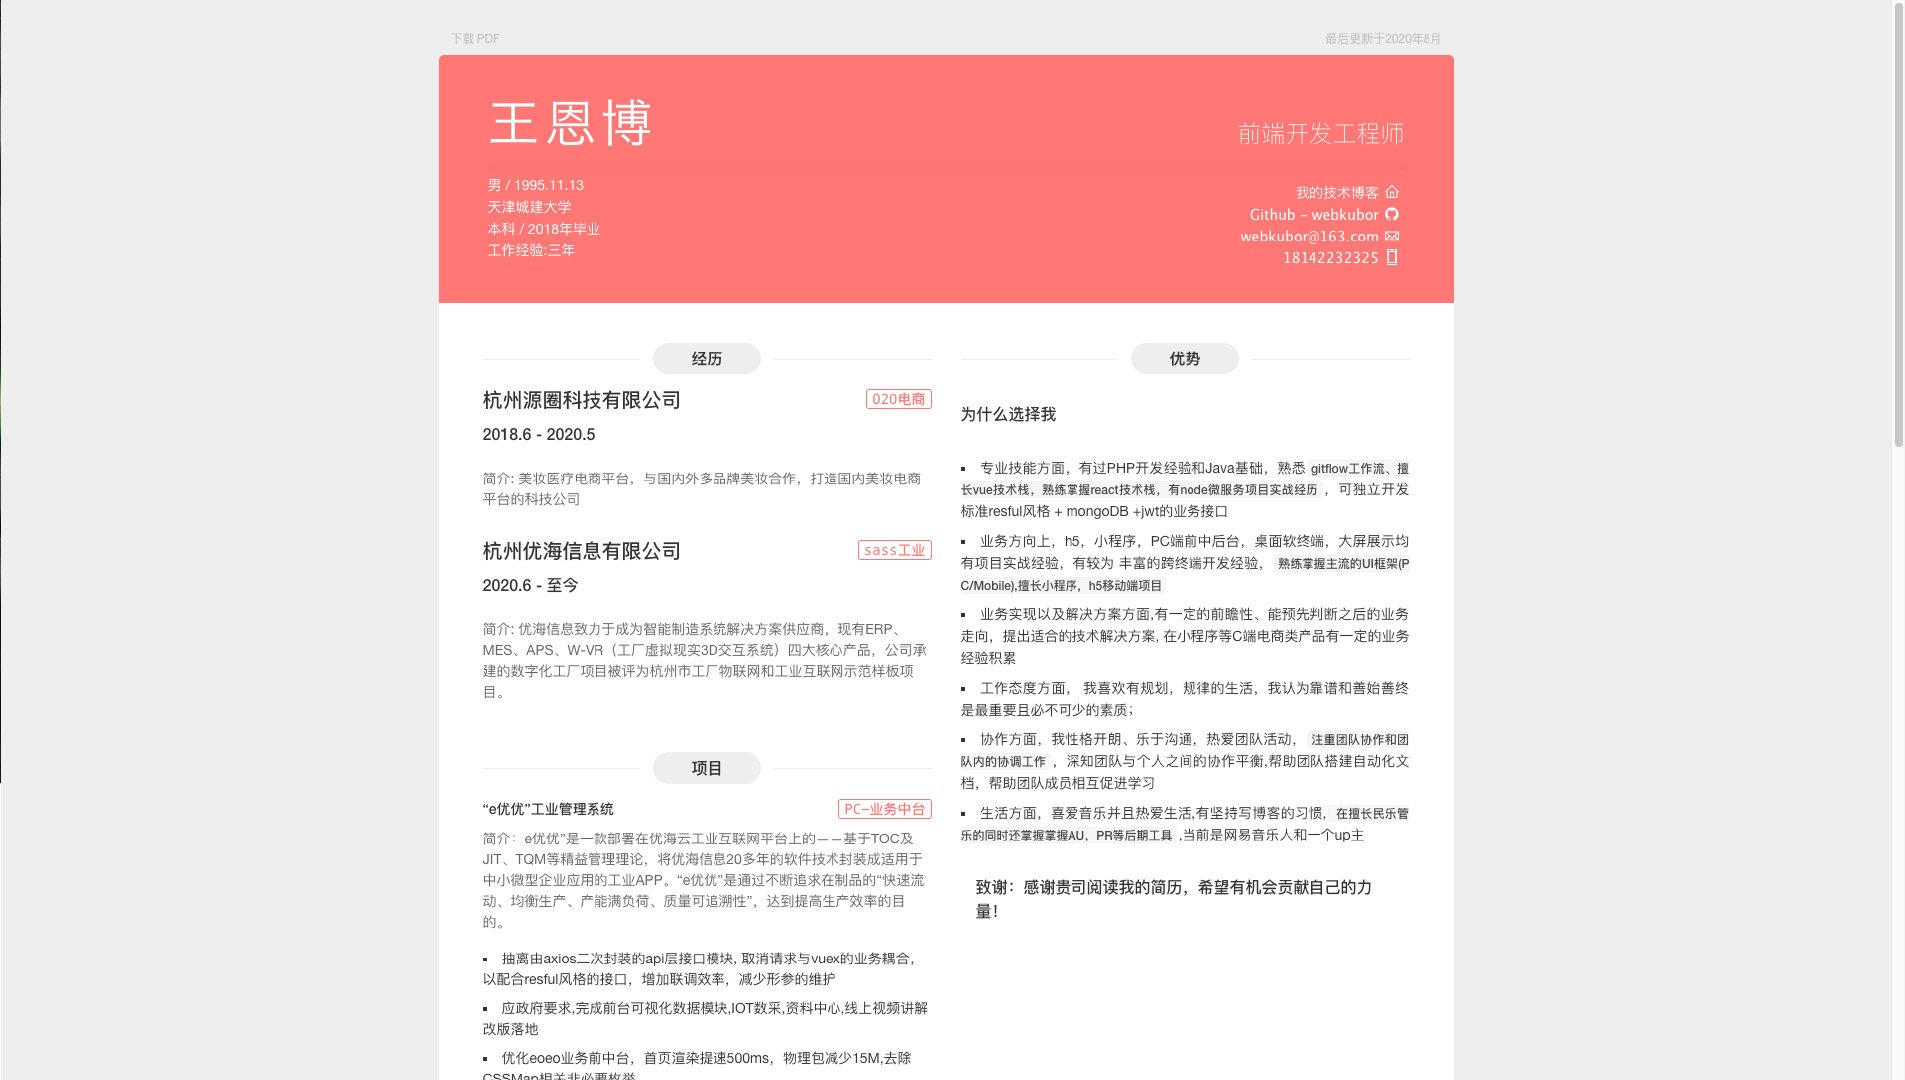 下载 PDF
最后更新于2020年8月
王恩博
前端开发工程师
男 / 1995.11.13
天津城建大学
本科 / 2018年毕业
工作经验:三年
我的技术博客
Github - webkubor
webkubor@163.com
18142232325
经历
杭州源圈科技有限公司
O2O电商
2018.6 - 2020.5
简介: 美妆医疗电商平台，与国内外多品牌美妆合作，打造国内美妆电商
平台的科技公司
杭州优海信息有限公司
sass工业
2020.6 - 至今
简介: 优海信息致力于成为智能制造系统解决方案供应商，现有ERP、
MES、APS、W-VR（工厂虚拟现实3D交互系统）四大核心产品，公司承
建的数字化工厂项目被评为杭州市工厂物联网和工业互联网示范样板项
目。
项目
“e优优”工业管理系统
PC-业务中台
简介：e优优”是一款部署在优海云工业互联网平台上的——基于TOC及
JIT、TQM等精益管理理论，将优海信息20多年的软件技术封装成适用于
中小微型企业应用的工业APP。“e优优”是通过不断追求在制品的“快速流
动、均衡生产、产能满负荷、质量可追溯性”，达到提高生产效率的目
的。
▪ 抽离由axios二次封装的api层接口模块, 取消请求与vuex的业务耦合，
以配合resful风格的接口，增加联调效率，减少形参的维护
▪ 应政府要求,完成前台可视化数据模块,IOT数采,资料中心,线上视频讲解
改版落地
▪ 优化eoeo业务前中台，首页渲染提速500ms，物理包减少15M,去除
CSSMap相关非必要枚举
优势
为什么选择我
▪ 专业技能方面，有过PHP开发经验和Java基础，熟悉 gitflow工作流、擅
长vue技术栈，熟练掌握react技术栈，有node微服务项目实战经历 ，可独立开发
标准resful风格 + mongoDB +jwt的业务接口
▪ 业务方向上，h5，小程序，PC端前中后台，桌面软终端，大屏展示均
有项目实战经验，有较为 丰富的跨终端开发经验， 熟练掌握主流的UI框架(P
C/Mobile),擅长小程序，h5移动端项目
▪ 业务实现以及解决方案方面,有一定的前瞻性、能预先判断之后的业务
走向，提出适合的技术解决方案, 在小程序等C端电商类产品有一定的业务
经验积累
▪ 工作态度方面， 我喜欢有规划，规律的生活，我认为靠谱和善始善终
是最重要且必不可少的素质；
▪ 协作方面，我性格开朗、乐于沟通，热爱团队活动， 注重团队协作和团
队内的协调工作 ，深知团队与个人之间的协作平衡,帮助团队搭建自动化文
档，帮助团队成员相互促进学习
▪ 生活方面，喜爱音乐并且热爱生活,有坚持写博客的习惯, 在擅长民乐管
乐的同时还掌握掌握AU，PR等后期工具 ,当前是网易音乐人和一个up主
致谢：感谢贵司阅读我的简历，希望有机会贡献自己的力
量！